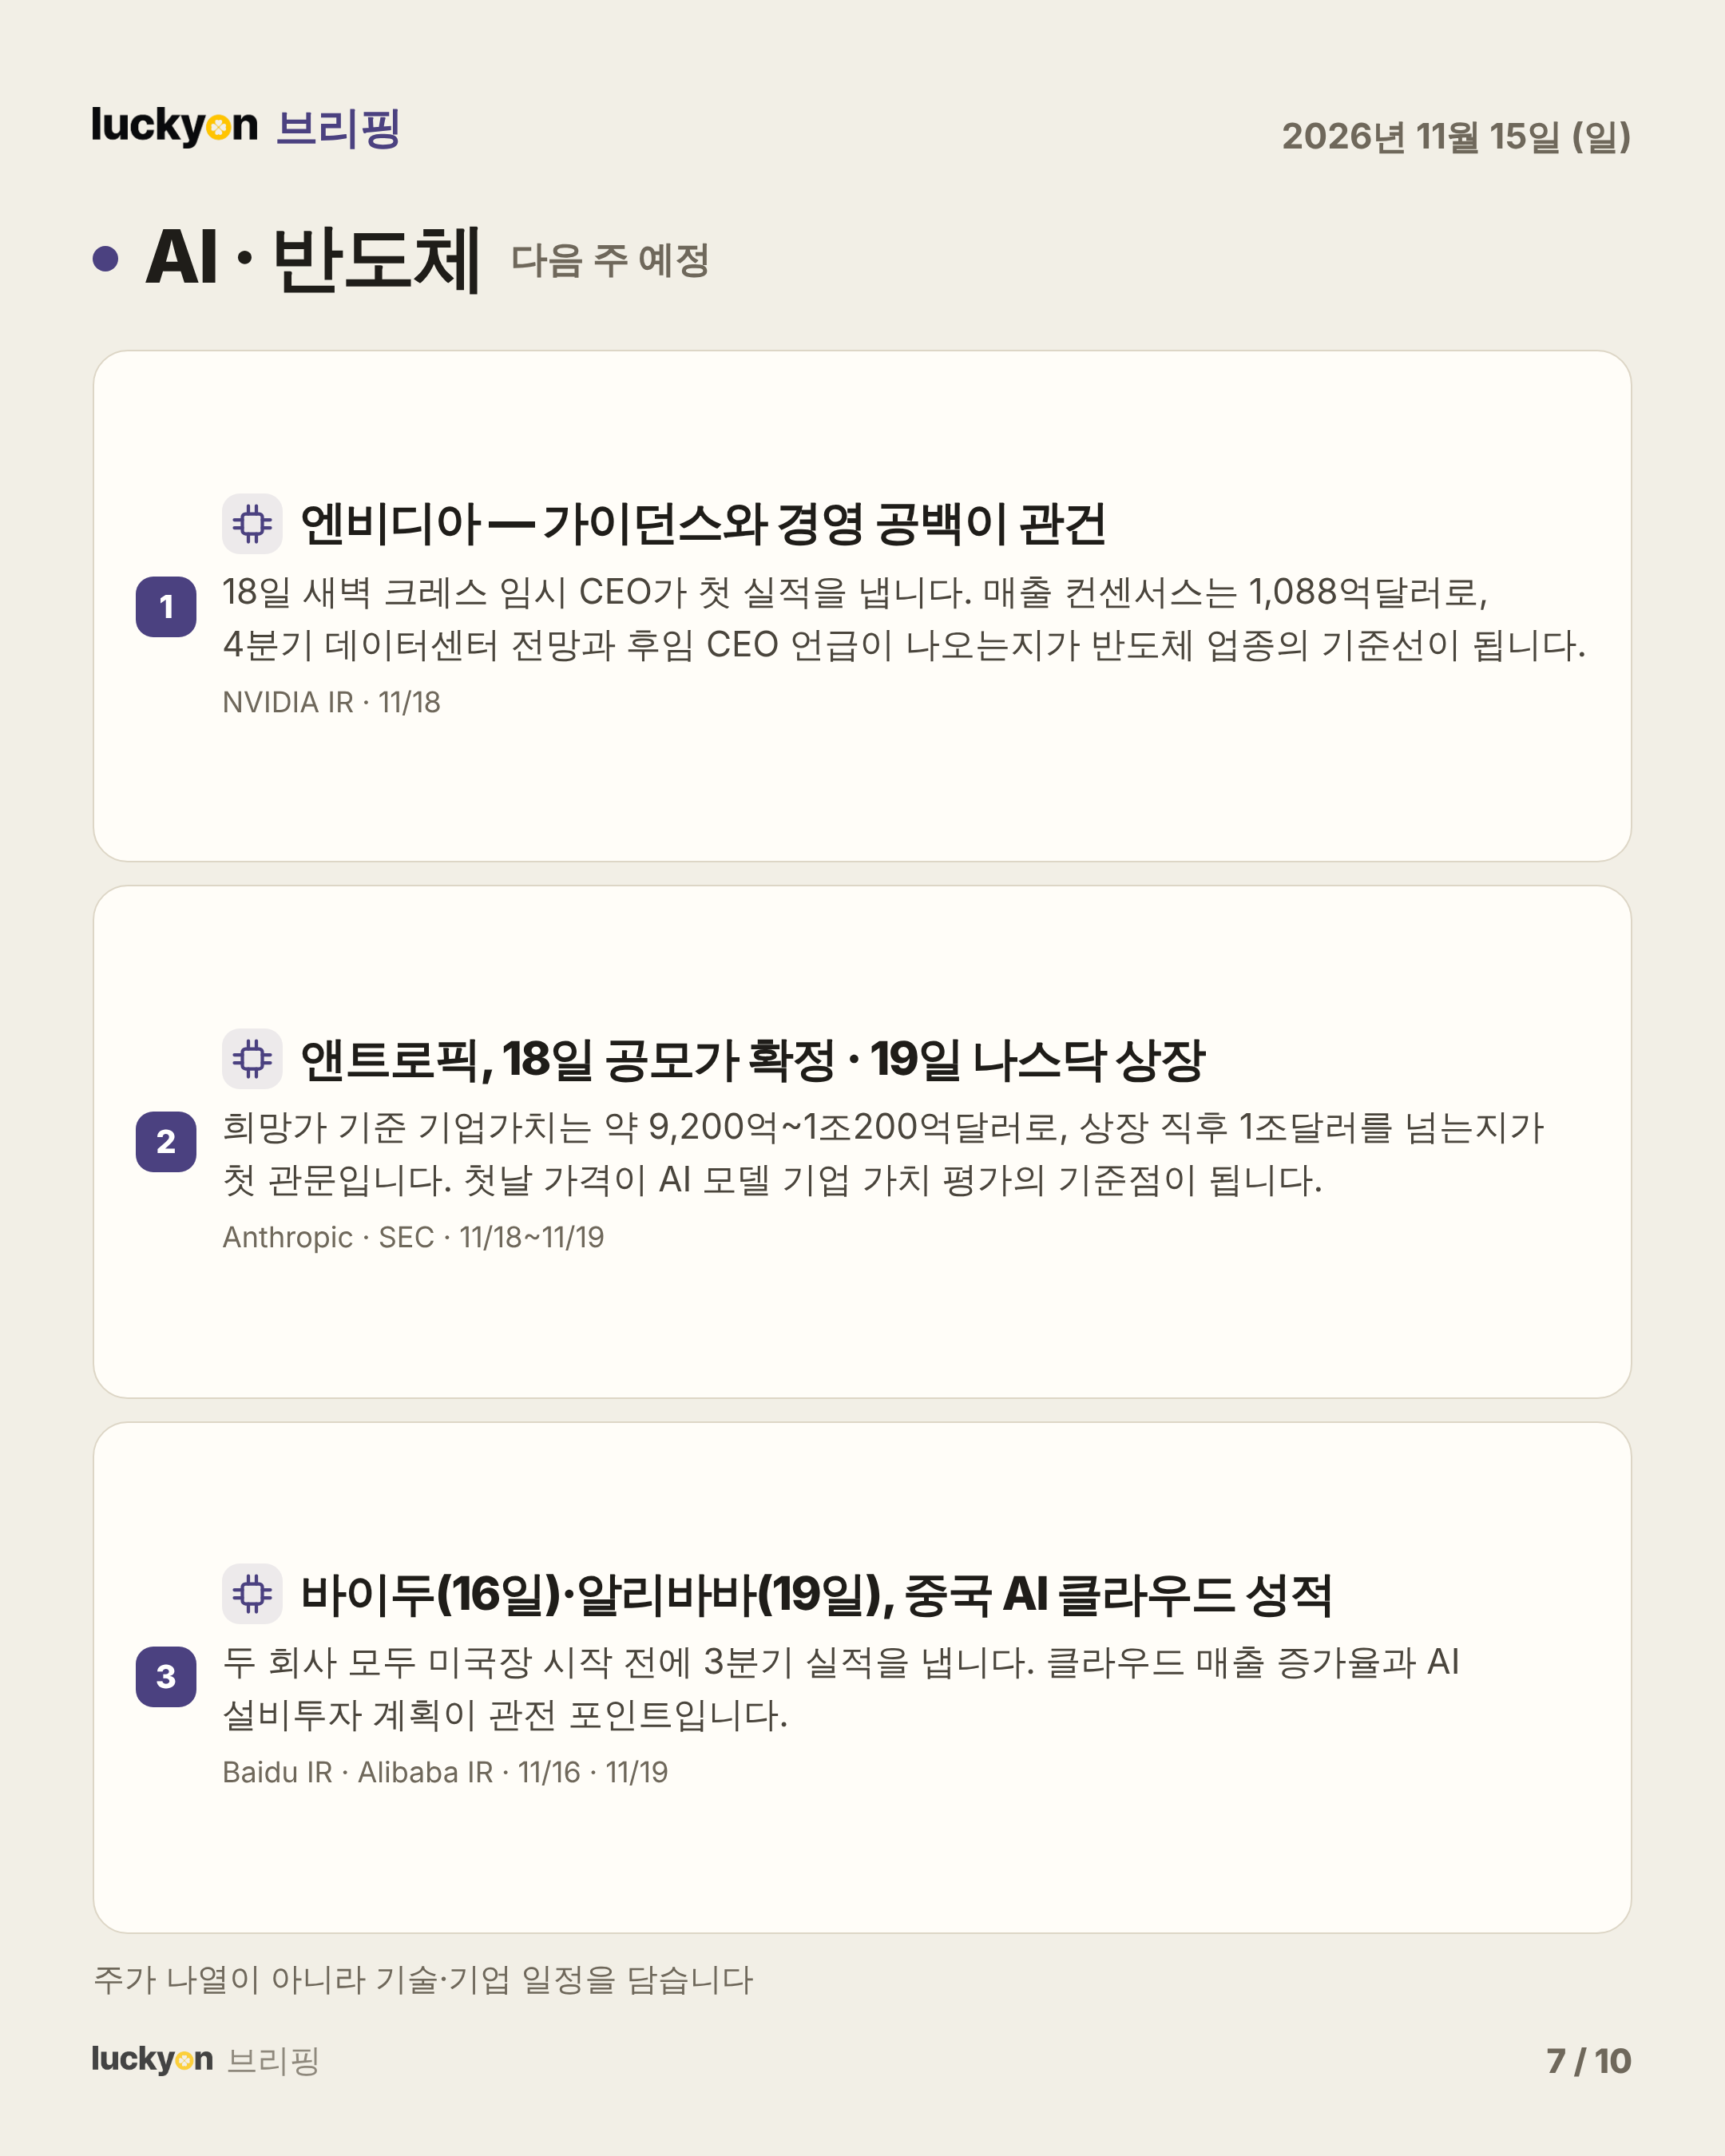 luckyon 브리핑
2026년 11월 15일 (일)
AI · 반도체 다음 주 예정
엔비디아 — 가이던스와 경영 공백이 관건
1
18일 새벽 크레스 임시 CEO가 첫 실적을 냅니다. 매출 컨센서스는 1,088억달러로,
4분기 데이터센터 전망과 후임 CEO 언급이 나오는지가 반도체 업종의 기준선이 됩니다.
NVIDIA IR · 11/18
앤트로픽, 18일 공모가 확정 · 19일 나스닥 상장
2
희망가 기준 기업가치는 약 9,200억~1조200억달러로, 상장 직후 1조달러를 넘는지가
첫 관문입니다. 첫날 가격이 AI 모델 기업 가치 평가의 기준점이 됩니다.
Anthropic · SEC · 11/18~11/19
바이두(16일)·알리바바(19일), 중국 AI 클라우드 성적
3
두 회사 모두 미국장 시작 전에 3분기 실적을 냅니다. 클라우드 매출 증가율과 AI
설비투자 계획이 관전 포인트입니다.
Baidu IR · Alibaba IR · 11/16 · 11/19
주가 나열이 아니라 기술·기업 일정을 담습니다
luckyon 브리핑
7 / 10